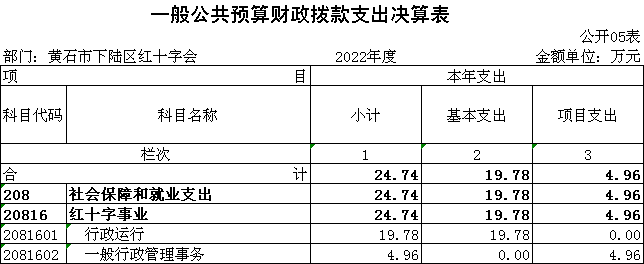 一般公共预算财政拨款支出决算表
公开05表
部门：黄石市下陆区红十字会 2022年度 金额单位：万元
项 目 本年支出
科目代码 科目名称 小计 基本支出 项目支出
栏次 1 2 3
合 计 24.74 19.78 4.96
208 社会保障和就业支出 24.74 19.78 4.96
20816 红十字事业 24.74 19.78 4.96
2081601 行政运行 19.78 19.78 0.00
2081602 一般行政管理事务 4.96 0.00 4.96